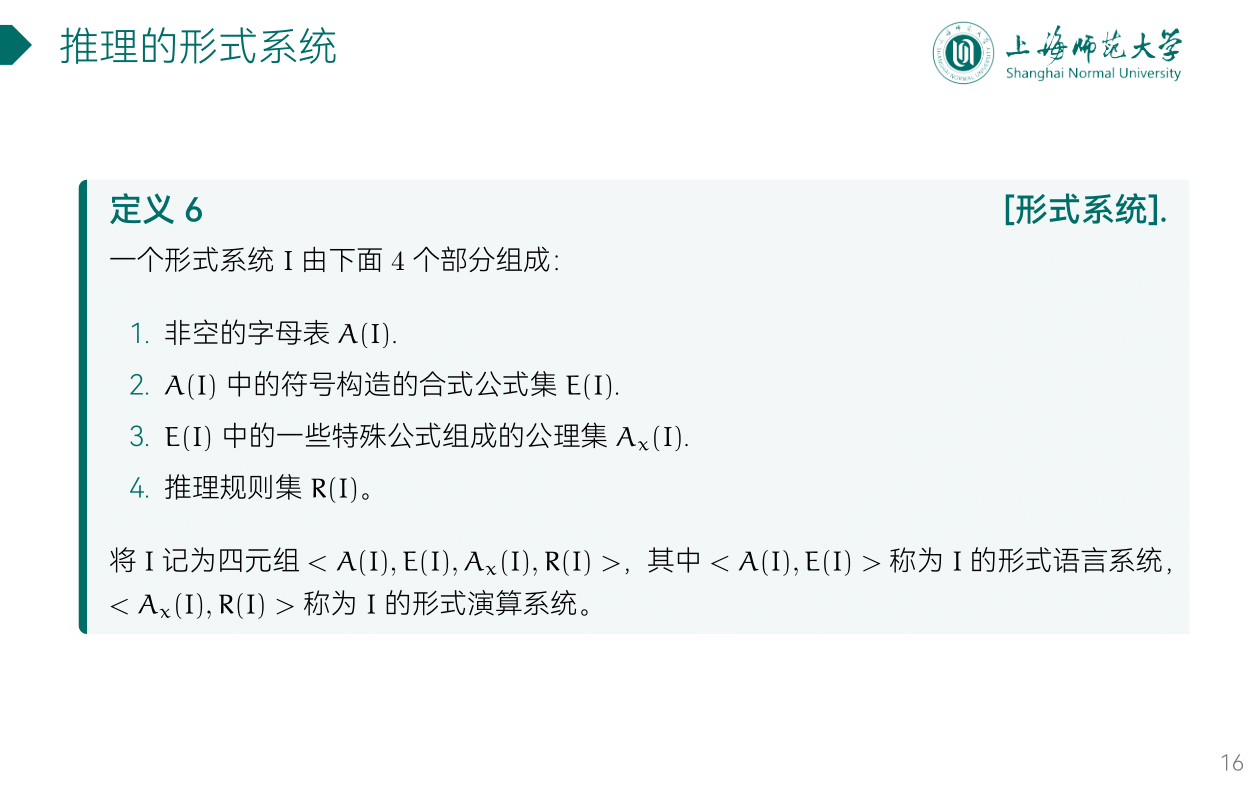 推理的形式系统
上海师范大学
Shanghai Normal University
定义 6 [形式系统].
一个形式系统 I 由下面 4 个部分组成：
1. 非空的字母表 A(I).
2. A(I) 中的符号构造的合式公式集 E(I).
3. E(I) 中的一些特殊公式组成的公理集 Aₓ(I).
4. 推理规则集 R(I)。
将 I 记为四元组 < A(I), E(I), Aₓ(I), R(I) >，其中 < A(I), E(I) > 称为 I 的形式语言系统，
< Aₓ(I), R(I) > 称为 I 的形式演算系统。
16